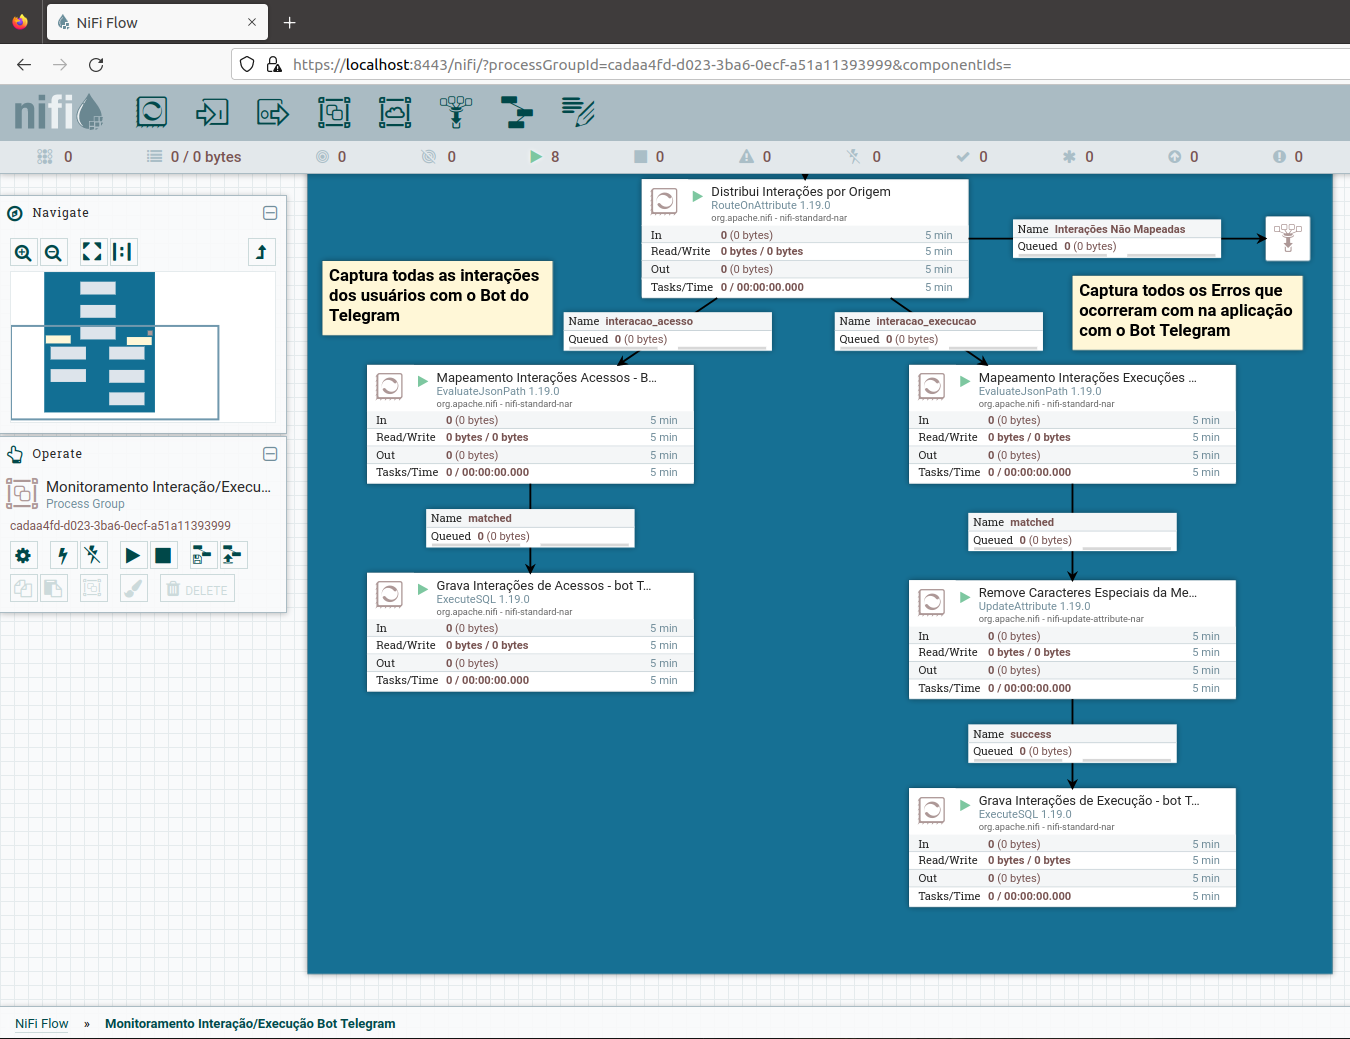 NiFi Flow
https://localhost:8443/nifi/?processGroupId=cadaa4fd-d023-3ba6-0ecf-a51a11393999&componentIds=
nifi
0
0 / 0 bytes
0
0
8
0
0
0
0
0
0
0
Navigate
Operate
Monitoramento Interação/Execu...
Process Group
cadaa4fd-d023-3ba6-0ecf-a51a11393999
DELETE
Distribui Interações por Origem
RouteOnAttribute 1.19.0
org.apache.nifi - nifi-standard-nar
In 0 (0 bytes) 5 min
Read/Write 0 bytes / 0 bytes 5 min
Out 0 (0 bytes) 5 min
Tasks/Time 0 / 00:00:00.000 5 min
Name Interações Não Mapeadas
Queued 0 (0 bytes)
Captura todas as interações
dos usuários com o Bot do
Telegram
Captura todos os Erros que
ocorreram com na aplicação
com o Bot Telegram
Name interacao_acesso
Queued 0 (0 bytes)
Name interacao_execucao
Queued 0 (0 bytes)
Mapeamento Interações Acessos - B...
EvaluateJsonPath 1.19.0
org.apache.nifi - nifi-standard-nar
In 0 (0 bytes) 5 min
Read/Write 0 bytes / 0 bytes 5 min
Out 0 (0 bytes) 5 min
Tasks/Time 0 / 00:00:00.000 5 min
Mapeamento Interações Execuções ...
EvaluateJsonPath 1.19.0
org.apache.nifi - nifi-standard-nar
In 0 (0 bytes) 5 min
Read/Write 0 bytes / 0 bytes 5 min
Out 0 (0 bytes) 5 min
Tasks/Time 0 / 00:00:00.000 5 min
Name matched
Queued 0 (0 bytes)
Name matched
Queued 0 (0 bytes)
Grava Interações de Acessos - bot T...
ExecuteSQL 1.19.0
org.apache.nifi - nifi-standard-nar
In 0 (0 bytes) 5 min
Read/Write 0 bytes / 0 bytes 5 min
Out 0 (0 bytes) 5 min
Tasks/Time 0 / 00:00:00.000 5 min
Remove Caracteres Especiais da Me...
UpdateAttribute 1.19.0
org.apache.nifi - nifi-update-attribute-nar
In 0 (0 bytes) 5 min
Read/Write 0 bytes / 0 bytes 5 min
Out 0 (0 bytes) 5 min
Tasks/Time 0 / 00:00:00.000 5 min
Name success
Queued 0 (0 bytes)
Grava Interações de Execução - bot T...
ExecuteSQL 1.19.0
org.apache.nifi - nifi-standard-nar
In 0 (0 bytes) 5 min
Read/Write 0 bytes / 0 bytes 5 min
Out 0 (0 bytes) 5 min
Tasks/Time 0 / 00:00:00.000 5 min
NiFi Flow » Monitoramento Interação/Execução Bot Telegram